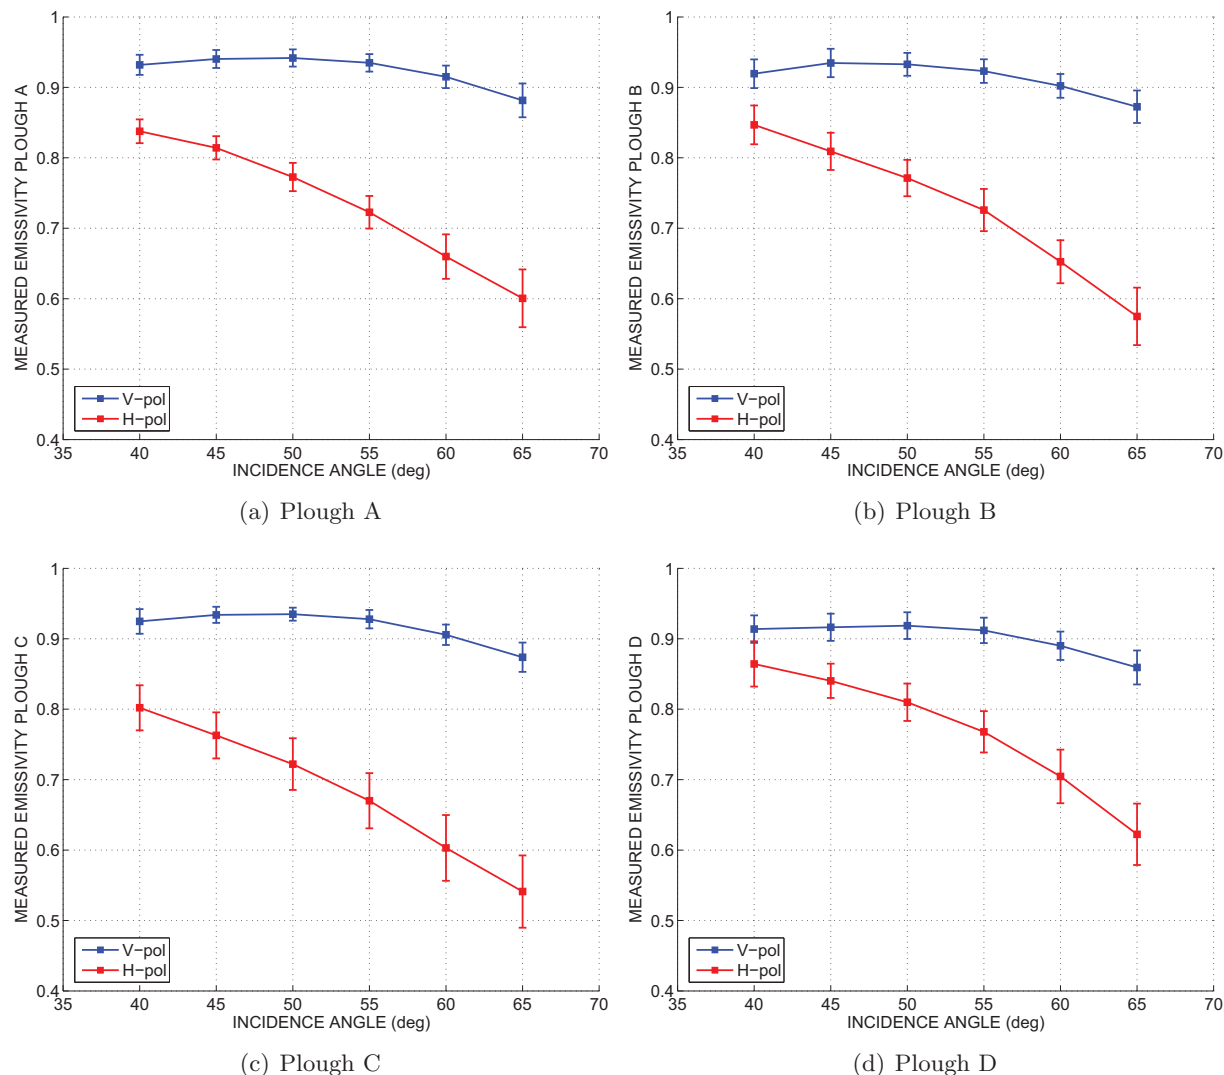 1
0.9
0.8
0.7
0.6
0.5
0.4
MEASURED EMISSIVITY PLOUGH A
V-pol
H-pol
35 40 45 50 55 60 65 70
INCIDENCE ANGLE (deg)
(a) Plough A
1
0.9
0.8
0.7
0.6
0.5
0.4
MEASURED EMISSIVITY PLOUGH B
V-pol
H-pol
35 40 45 50 55 60 65 70
INCIDENCE ANGLE (deg)
(b) Plough B
1
0.9
0.8
0.7
0.6
0.5
0.4
MEASURED EMISSIVITY PLOUGH C
V-pol
H-pol
35 40 45 50 55 60 65 70
INCIDENCE ANGLE (deg)
(c) Plough C
1
0.9
0.8
0.7
0.6
0.5
0.4
MEASURED EMISSIVITY PLOUGH D
V-pol
H-pol
35 40 45 50 55 60 65 70
INCIDENCE ANGLE (deg)
(d) Plough D